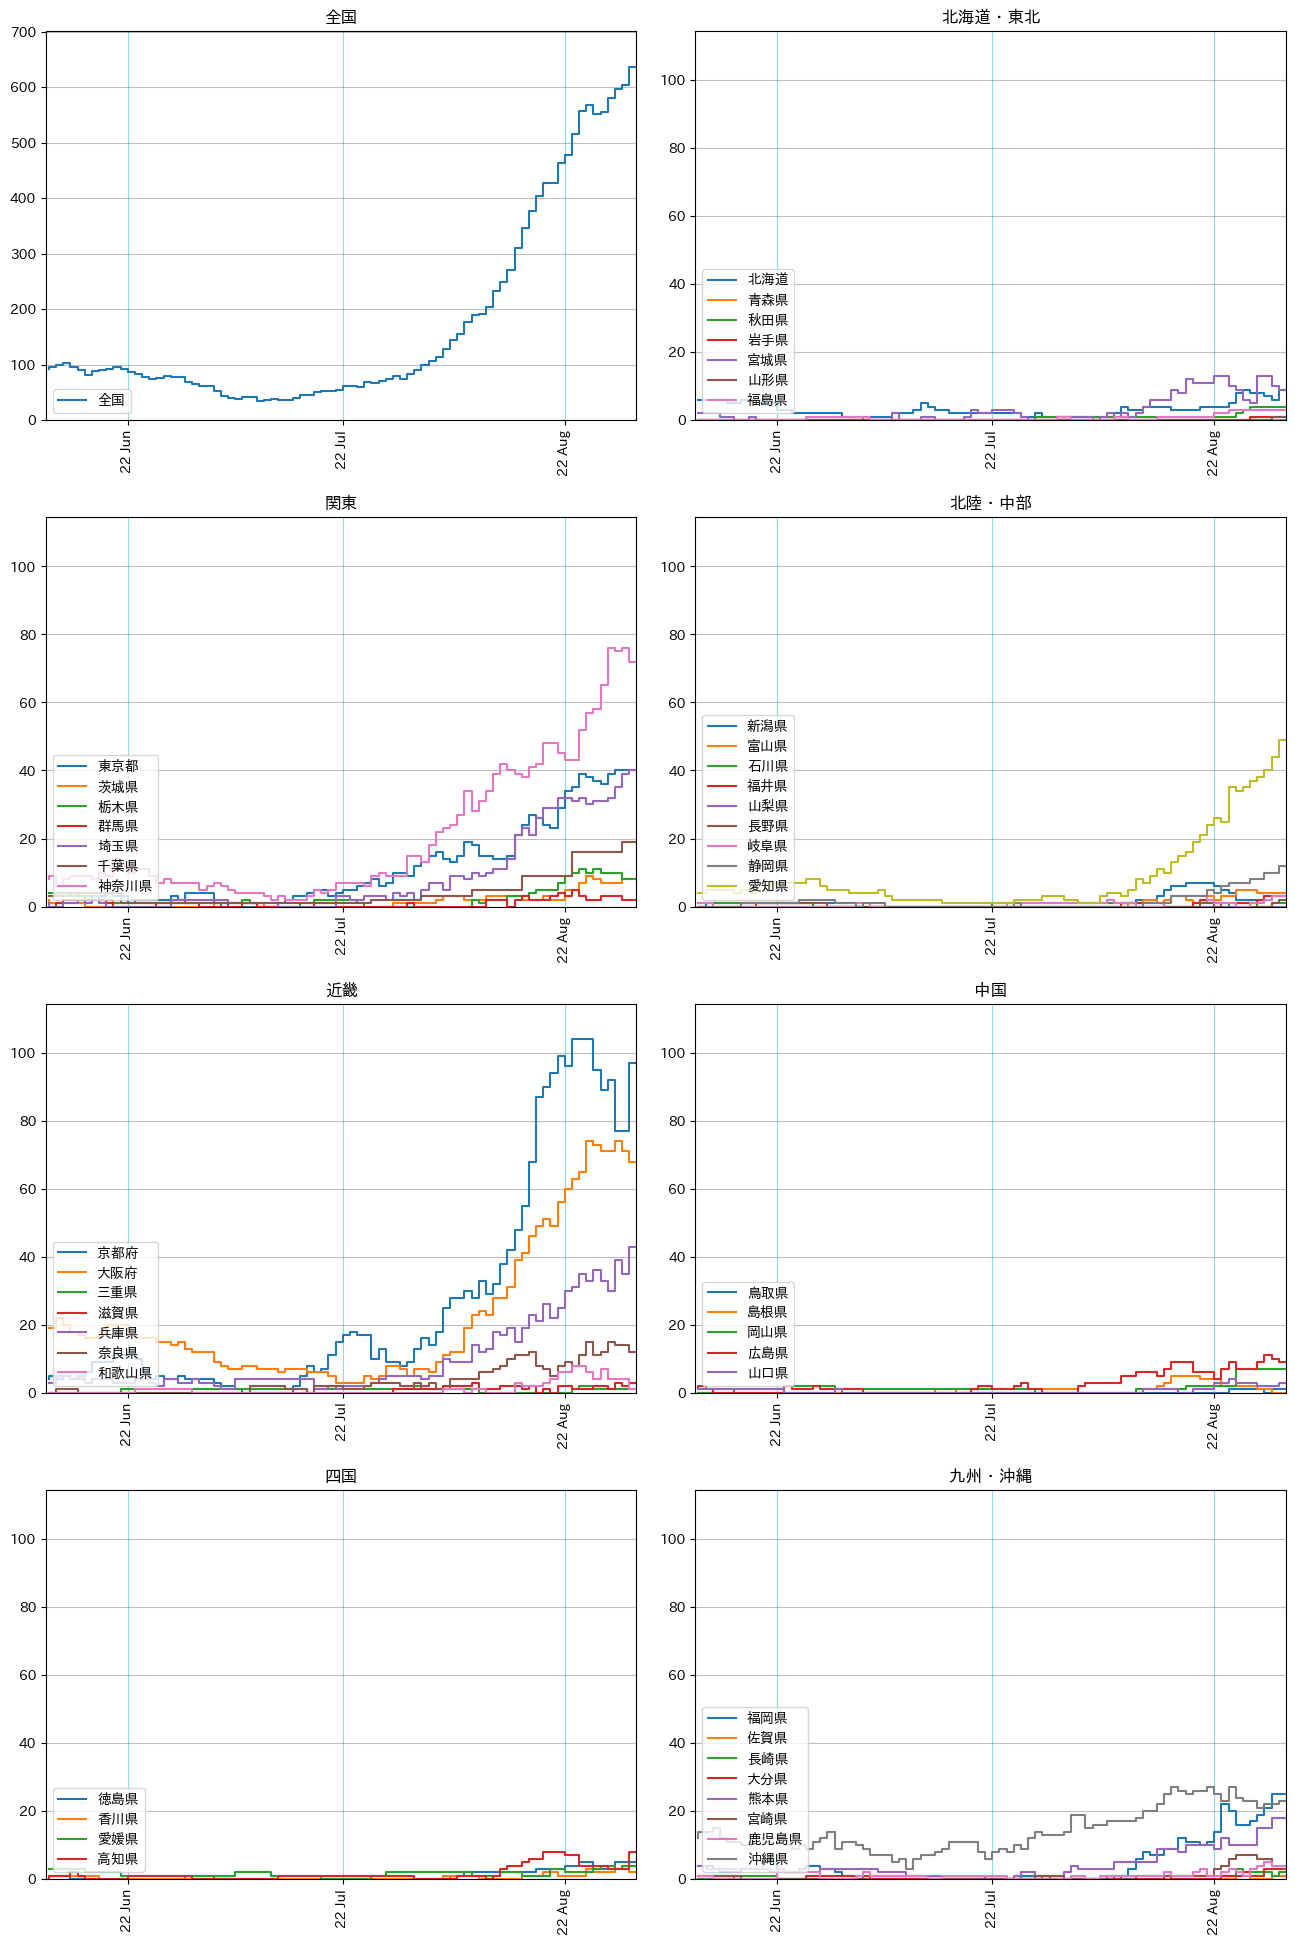 全国
700
600
500
400
300
200
100
0
全国
22 Jun
22 Jul
22 Aug
北海道・東北
100
80
60
40
20
0
北海道
青森県
秋田県
岩手県
宮城県
山形県
福島県
22 Jun
22 Jul
22 Aug
関東
100
80
60
40
20
0
東京都
茨城県
栃木県
群馬県
埼玉県
千葉県
神奈川県
22 Jun
22 Jul
22 Aug
北陸・中部
100
80
60
40
20
0
新潟県
富山県
石川県
福井県
山梨県
長野県
岐阜県
静岡県
愛知県
22 Jun
22 Jul
22 Aug
近畿
100
80
60
40
20
0
京都府
大阪府
三重県
滋賀県
兵庫県
奈良県
和歌山県
22 Jun
22 Jul
22 Aug
中国
100
80
60
40
20
0
鳥取県
島根県
岡山県
広島県
山口県
22 Jun
22 Jul
22 Aug
四国
100
80
60
40
20
0
徳島県
香川県
愛媛県
高知県
22 Jun
22 Jul
22 Aug
九州・沖縄
100
80
60
40
20
0
福岡県
佐賀県
長崎県
大分県
熊本県
宮崎県
鹿児島県
沖縄県
22 Jun
22 Jul
22 Aug